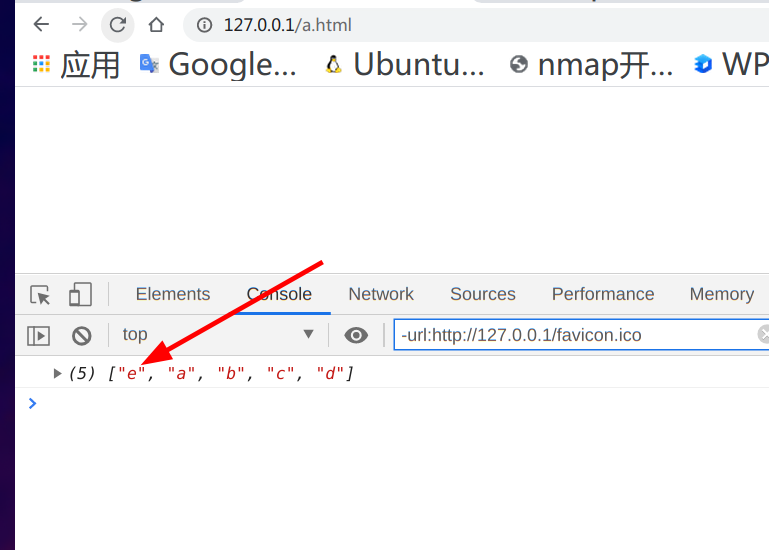 127.0.0.1/a.html
应用 Google... Ubuntu... nmap开... WP
Elements Console Network Sources Performance Memory
top -url:http://127.0.0.1/favicon.ico
(5) ["e", "a", "b", "c", "d"]